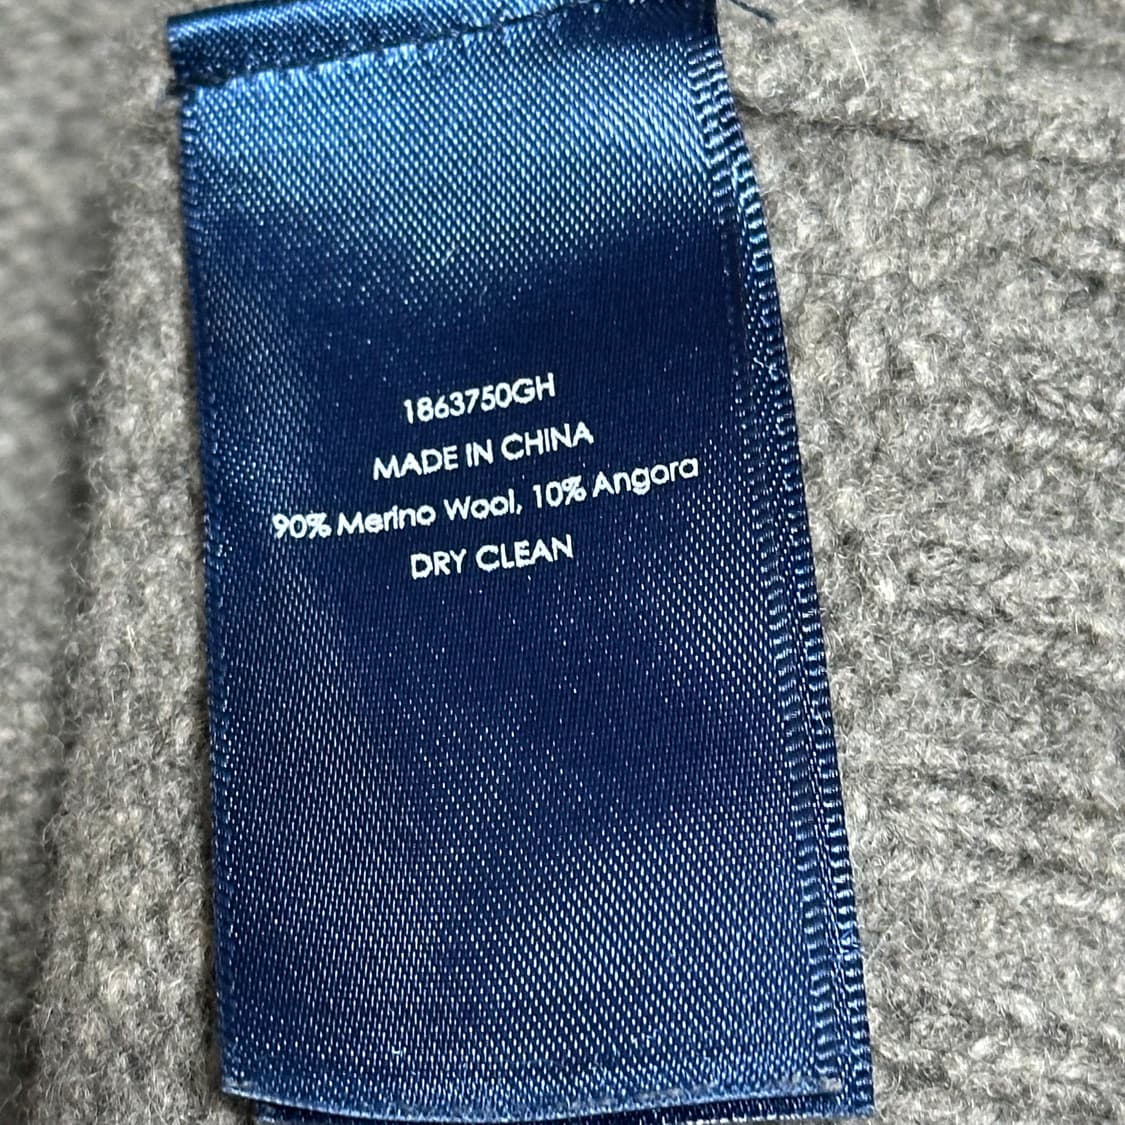 1863750GH
MADE IN CHINA
90% Merino Wool, 10% Angora
DRY CLEAN